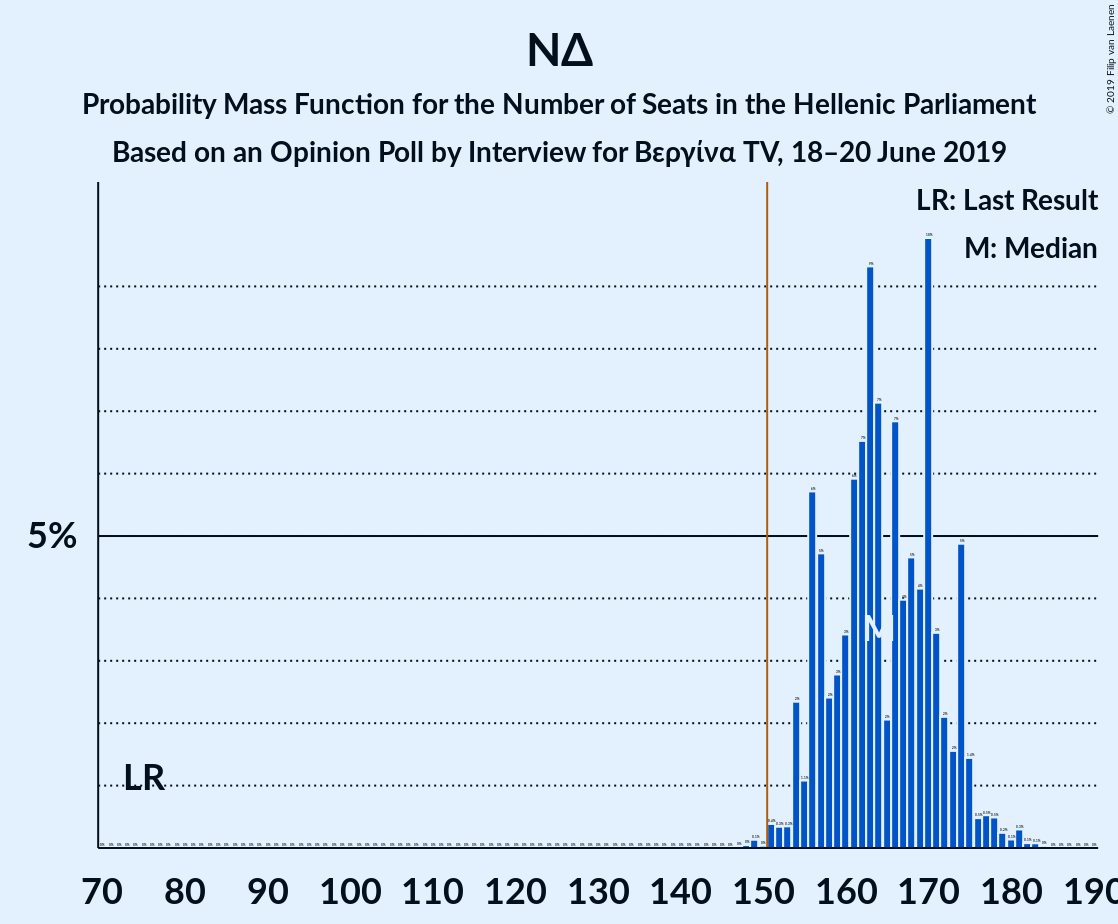 © 2019 Filip van Laenen
ΝΔ
Probability Mass Function for the Number of Seats in the Hellenic Parliament
Based on an Opinion Poll by Interview for Βεργίνα TV, 18–20 June 2019
LR: Last Result
M: Median
5%
M
LR
70 80 90 100 110 120 130 140 150 160 170 180 190